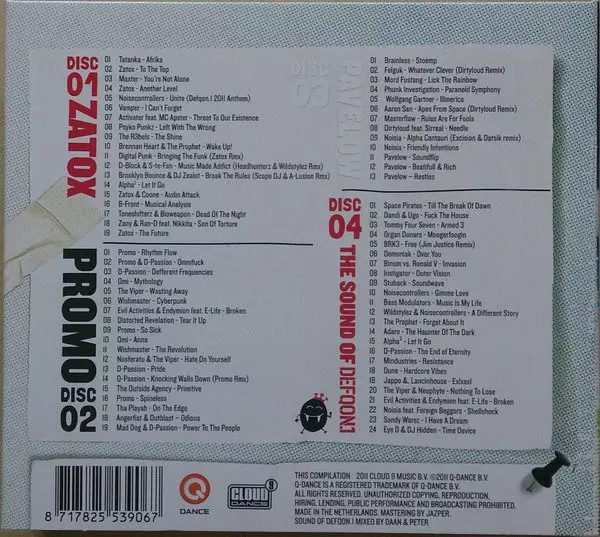 DISC
01 ZATOX
01 Tatanka - Afrika
02 Zatox - To The Top
03 Maxter - You're Not Alone
04 Zatox - Another Level
05 Noisecontrollers - Unite (Defqon.1 2011 Anthem)
06 Vamper - I Can't Forget
07 Activator feat. MC Apster - Threat To Our Existence
08 Psyko Punkz - Left With The Wrong
09 The R3bels - The Shine
10 Brennan Heart & The Prophet - Wake Up!
11 Digital Punk - Bringing The Funk (Zatox Rmx)
12 D-Block & S-te-Fan - Music Made Addict (Headhunterz & Wildstylez Rmx)
13 Brooklyn Bounce & DJ Zealot - Break The Rules (Scope DJ & A-Lusion Rmx)
14 Alpha² - Let It Go
15 Zatox & Coone - Audio Attack
16 B-Front - Musical Analysis
17 Toneshifterz & Bioweapon - Dead Of The Night
18 Zany & Ran-D feat. Nikkita - Son Of Torture
19 Zatox - The Future
PROMO
DISC
02
01 Promo - Rhythm Flow
02 Promo & D-Passion - Omnifuck
03 D-Passion - Different Frequencies
04 Omi - Mythology
05 The Viper - Wasting Away
06 Wishmaster - Cyberpunk
07 Evil Activities & Endymion feat. E-Life - Broken
08 Distorted Revelation - Tear It Up
09 Promo - So Sick
10 Omi - Anna
11 Wishmaster - The Revolution
12 Nosferatu & The Viper - Hate Do Yourself
13 D-Passion - Pride
14 D-Passion - Knocking Walls Down (Promo Rmx)
15 The Outside Agency - Primitive
16 Promo - Spineless
17 Tha Playah - On The Edge
18 Angerfist & Outblast - Odious
19 Mad Dog & D-Passion - Power To The People
DISC
03
PAVELOW
01 Brainless - Stoemp
02 Felguk - Whatever Clever (Dirtyloud Remix)
03 Mord Fustang - Lick The Rainbow
04 Phunk Investigation - Paranoid Symphony
05 Wolfgang Gartner - Illmerica
06 Aaron San - Apes From Space (Dirtyloud Remix)
07 Masterflow - Rules Are For Fools
08 Dirtyloud feat. Sirreal - Needle
09 Noisia - Alpha Centauri (Excision & Datsik remix)
10 Noisia - Friendly Intentions
11 Pavelow - Soundflip
12 Pavelow - Beatifull & Rich
13 Pavelow - Restles
DISC
04
THE SOUND OF DEFQON.1
01 Space Pirates - Till The Break Of Dawn
02 Dandi & Ugo - Fuck The House
03 Tommy Four Seven - Armed 3
04 Organ Donors - Moogerfoogin
05 BRK3 - Free (Jim Justice Remix)
06 Demoniak - Over You
07 Binum vs. Ronald V - Invasion
08 Instigator - Outer Vision
09 Stuback - Soundwave
10 Noisecontrollers - Gimme Love
11 Bass Modulators - Music Is My Life
12 Wildstylez & Noisecontrollers - A Different Story
13 The Prophet - Forget About It
14 Adaro - The Haunter Of The Dark
15 Alpha² - Let It Go
16 D-Passion - The End of Eternity
17 Mindustries - Resistance
18 Dune - Hardcore Vibes
19 Jappo & Lancinhouse - Exlxaxl
20 The Viper & Neophyte - Nothing To Lose
21 Evil Activities & Endymion feat. E-Life - Broken
22 Noisia feat. Foreign Beggars - Shellshock
23 Sandy Warez - I Have A Dream
24 Eye D & DJ Hidden - Time Device
8 717825 539067
Q
DANCE
CLOUD 9
DANCE
THIS COMPILATION 2011 CLOUD 9 MUSIC B.V. ©2011 Q-DANCE B.V.
Q-DANCE IS A REGISTERED TRADEMARK OF Q-DANCE B.V.
ALL RIGHTS RESERVED. UNAUTHORIZED COPYING, REPRODUCTION,
HIRING, LENDING, PUBLIC PERFORMANCE AND BROADCASTING PROHIBITED.
MADE IN THE NETHERLANDS. MASTERING BY JAZPER.
SOUND OF DEFQON.1 MIXED BY DAAN & PETER